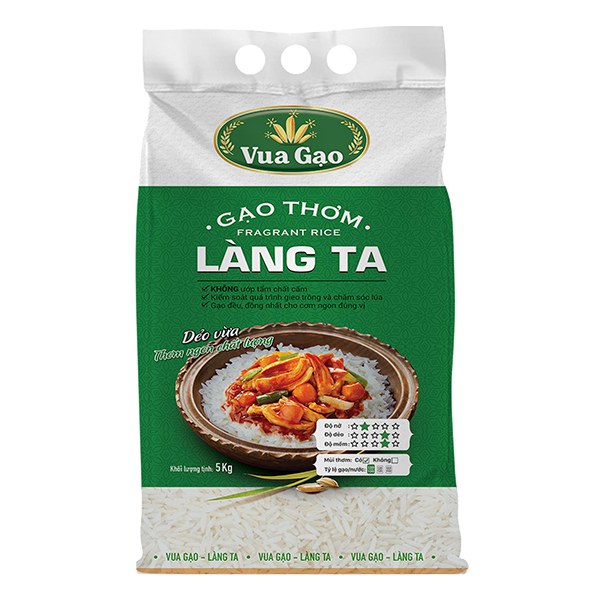 Vua Gạo
GẠO THƠM
FRAGRANT RICE
LÀNG TA
KHÔNG ướp tẩm chất cấm
Kiểm soát quá trình gieo trồng và chăm sóc lúa
Gạo đều, đồng nhất cho cơm ngon đúng vị
Dẻo vừa
Thơm ngon chất lượng
Độ nở :
Độ dẻo :
Độ mềm :
Mùi thơm: Có Không
Tỷ lệ gạo/nước:
Khối lượng tịnh: 5 Kg
VUA GẠO – LÀNG TA • VUA GẠO – LÀNG TA • VUA GẠO – LÀNG TA